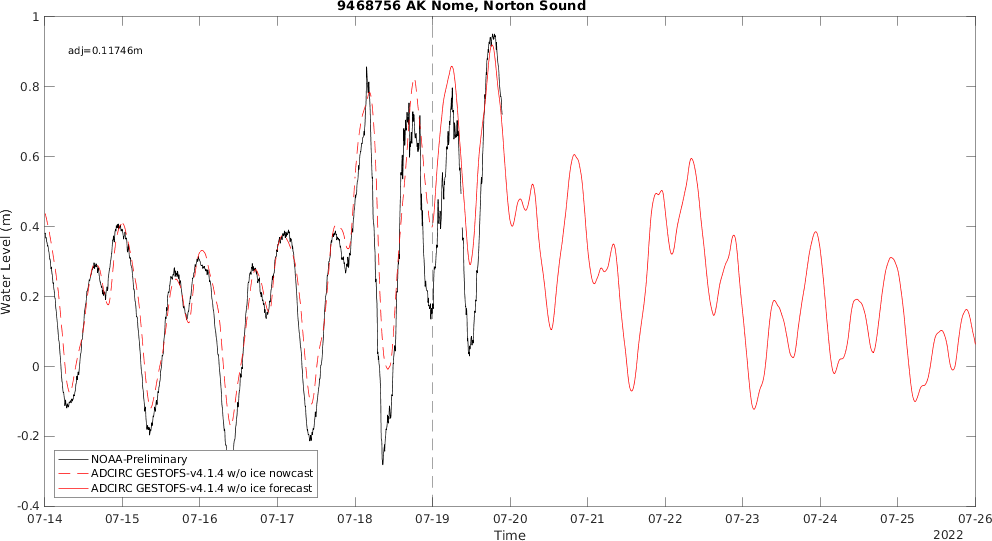 9468756 AK Nome, Norton Sound
adj=0.11746m
Water Level (m)
1
0.8
0.6
0.4
0.2
0
-0.2
-0.4
NOAA-Preliminary
ADCIRC GESTOFS-v4.1.4 w/o ice nowcast
ADCIRC GESTOFS-v4.1.4 w/o ice forecast
07-14 07-15 07-16 07-17 07-18 07-19 07-20 07-21 07-22 07-23 07-24 07-25 07-26
Time
2022